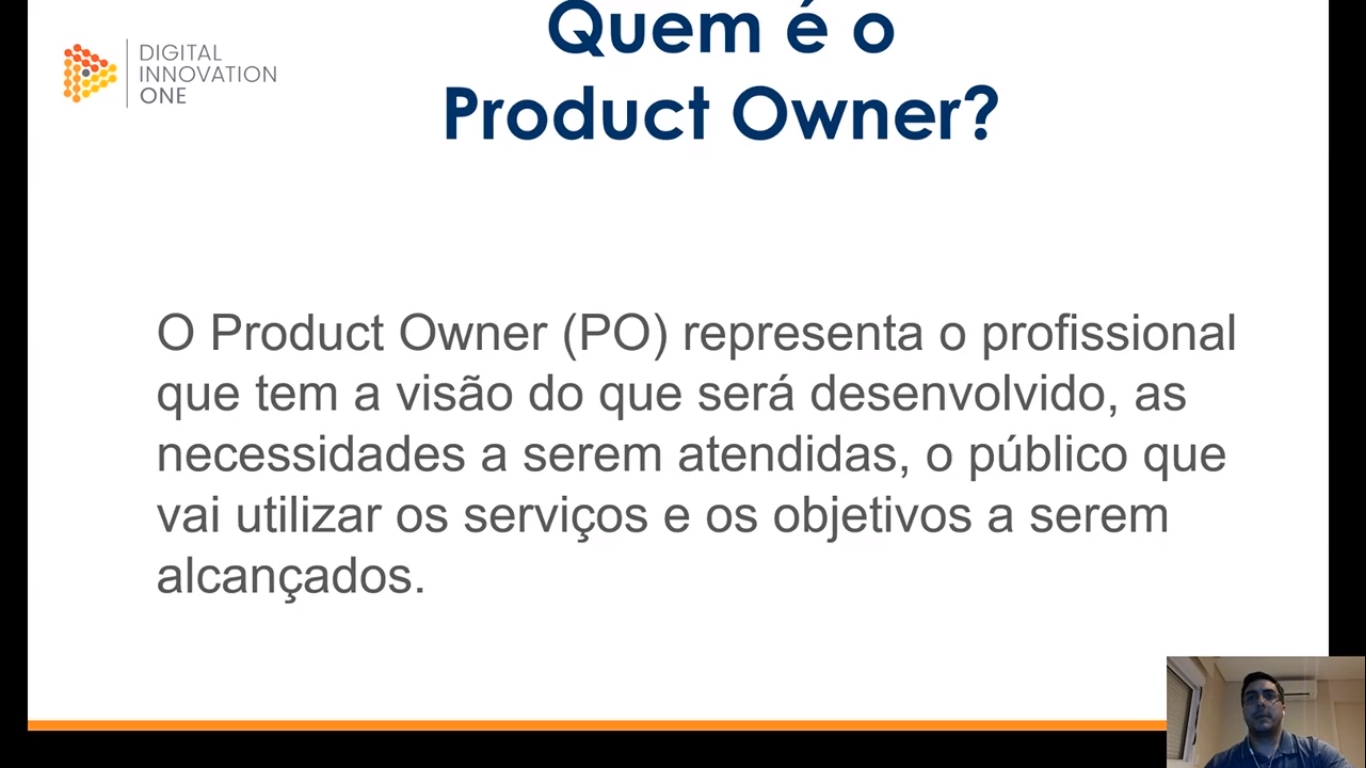 Quem é o
Product Owner?
DIGITAL
INNOVATION
ONE
O Product Owner (PO) representa o profissional
que tem a visão do que será desenvolvido, as
necessidades a serem atendidas, o público que
vai utilizar os serviços e os objetivos a serem
alcançados.